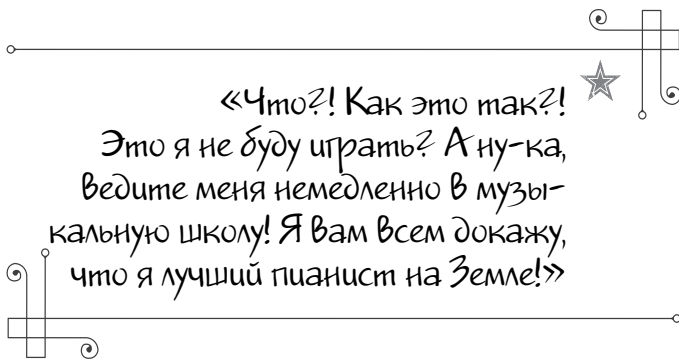 «Что?! Как это так?!
Это я не буду играть? А ну-ка,
ведите меня немедленно в музы-
кальную школу! Я вам всем докажу,
что я лучший пианист на Земле!»